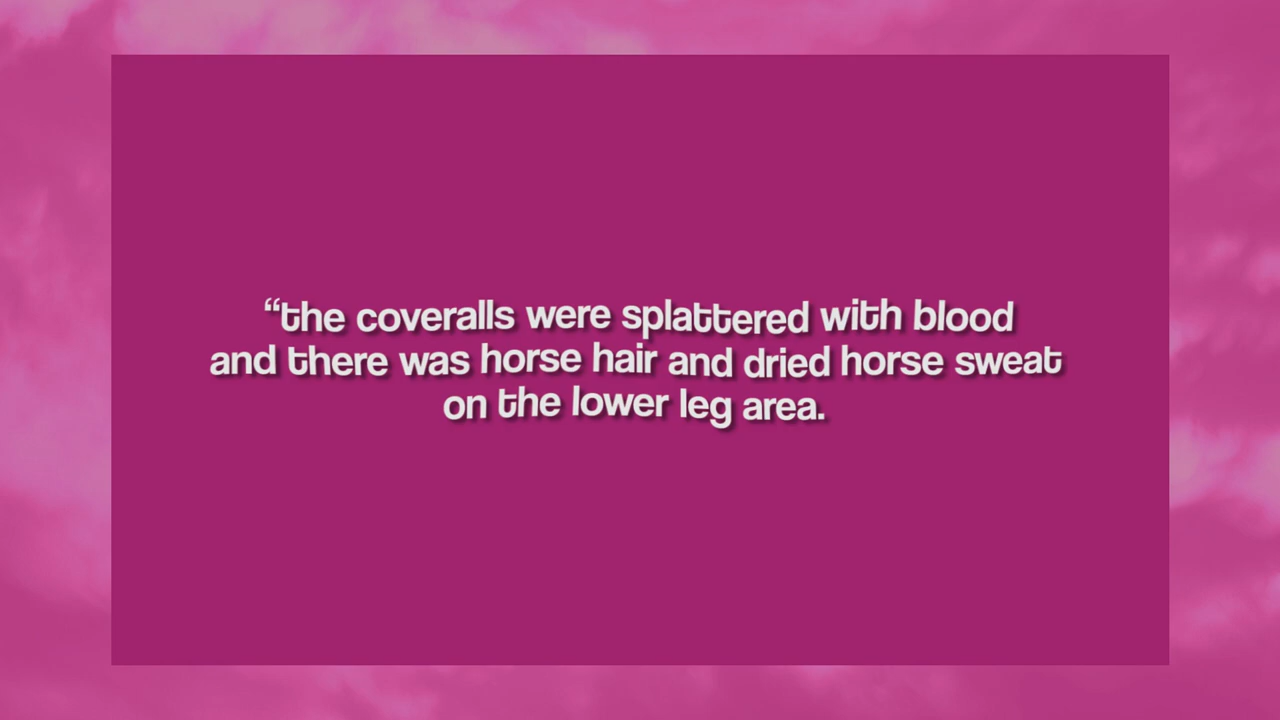 “the coveralls were splattered with blood
and there was horse hair and dried horse sweat
on the lower leg area.